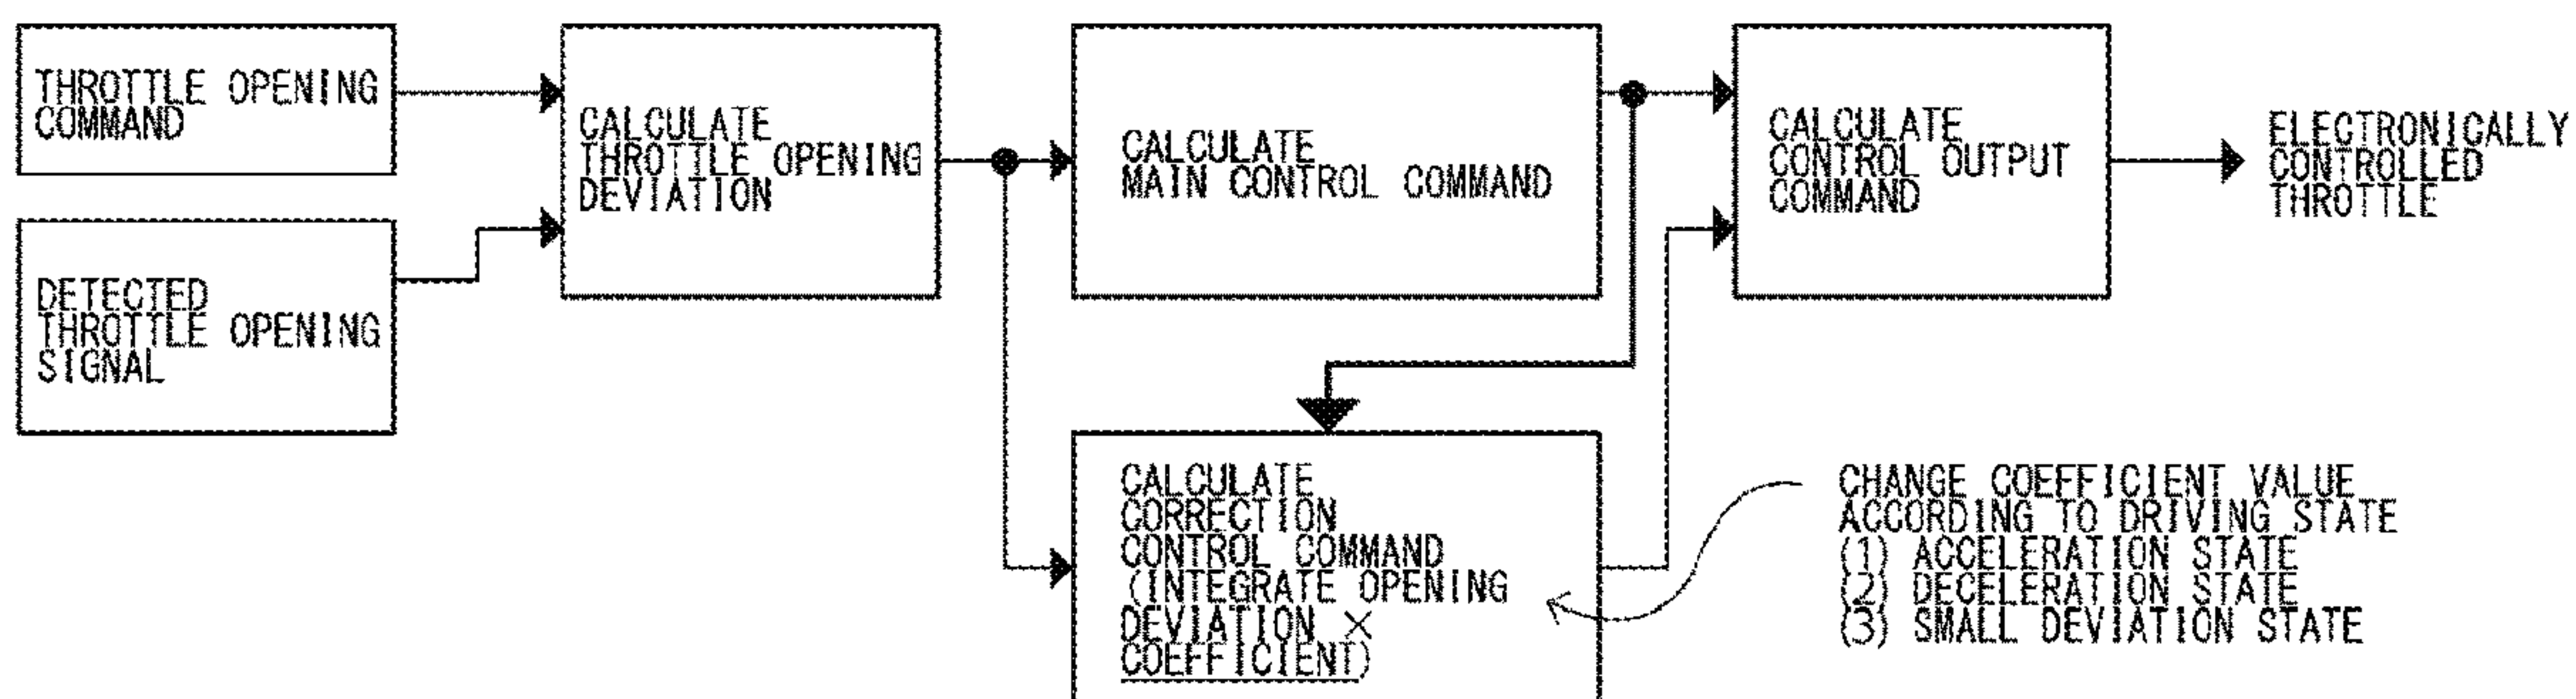 THROTTLE OPENING
COMMAND
DETECTED
THROTTLE OPENING
SIGNAL
CALCULATE
THROTTLE OPENING
DEVIATION
CALCULATE
MAIN CONTROL COMMAND
CALCULATE
CONTROL OUTPUT
COMMAND
ELECTRONICALLY
CONTROLLED
THROTTLE
CALCULATE
CORRECTION
CONTROL COMMAND
(INTEGRATE OPENING
DEVIATION ×
COEFFICIENT)
CHANGE COEFFICIENT VALUE
ACCORDING TO DRIVING STATE
(1) ACCELERATION STATE
(2) DECELERATION STATE
(3) SMALL DEVIATION STATE